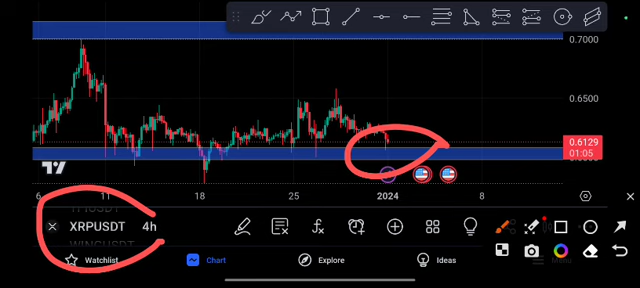 0.7000
0.6500
0.6129
01:05
6
11
18
25
2024
8
XRPUSDT 4h
WINGUSDT
Watchlist
Chart
Explore
Ideas